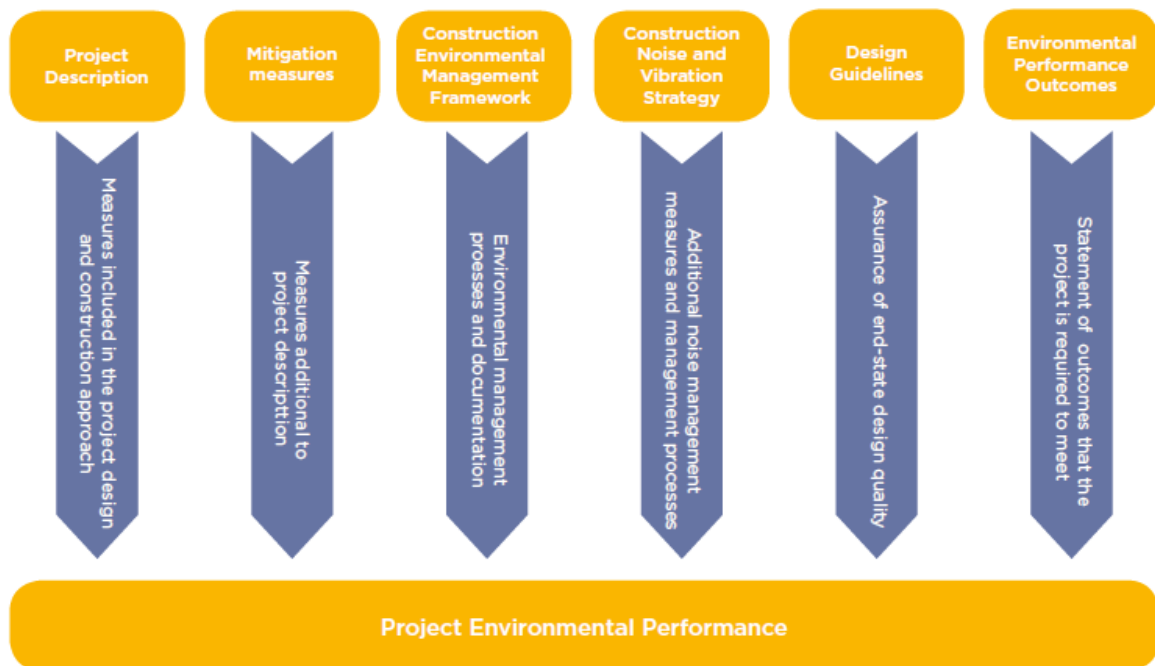 Project
Description
Mitigation
measures
Construction
Environmental
Management
Framework
Construction
Noise and
Vibration
Strategy
Design
Guidelines
Environmental
Performance
Outcomes
Measures included in the project design
and construction approach
Measures additional to
project descripttion
Environmental management
proesses and documentation
Additional noise management
measures and management processes
Assurance of end-state design quality
Statement of outcomes that the
project is required to meet
Project Environmental Performance